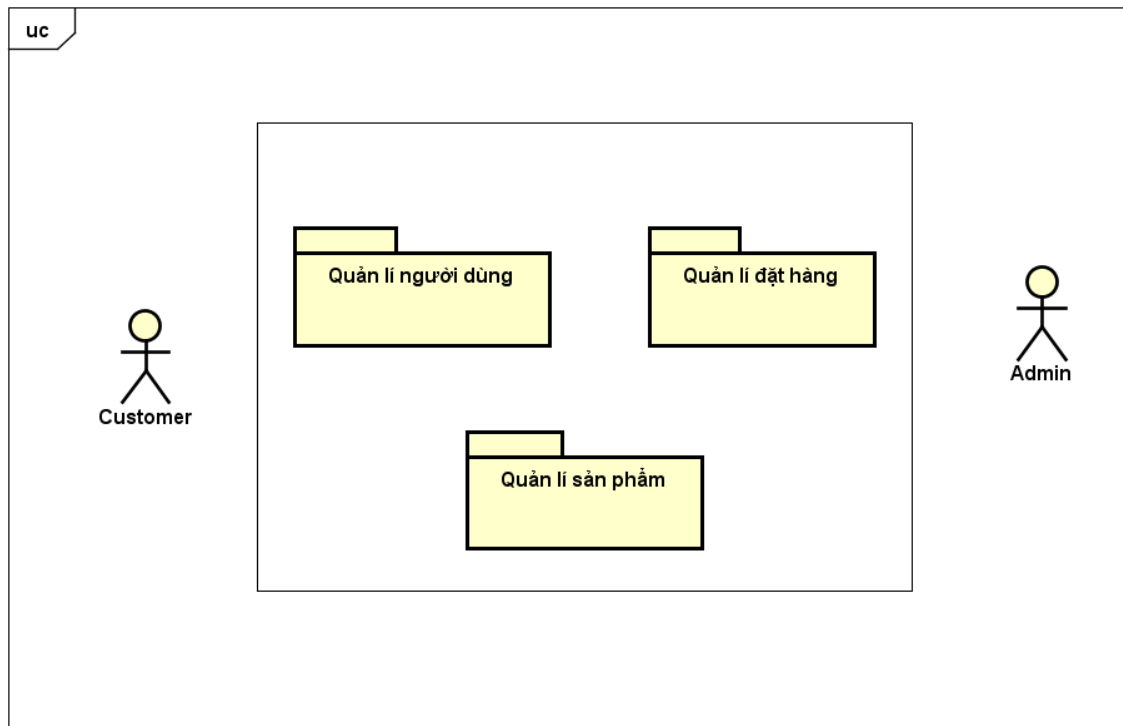 uc
Quản lí người dùng
Quản lí đặt hàng
Customer
Admin
Quản lí sản phẩm